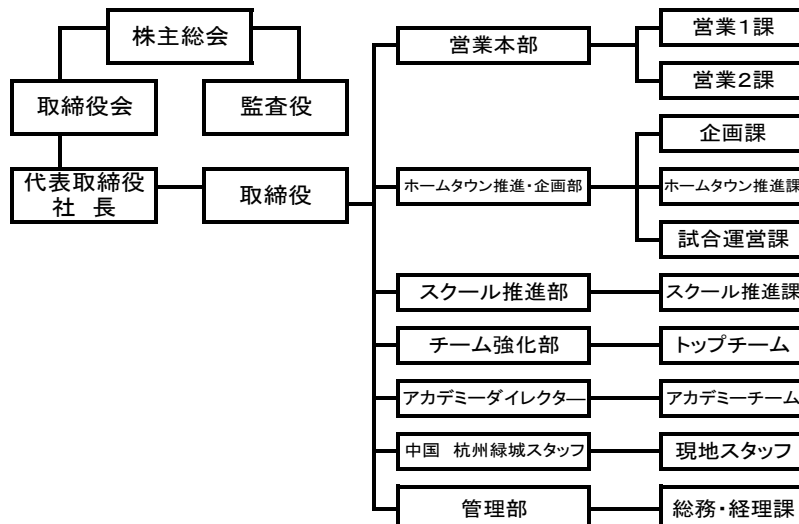 株主総会
取締役会
監査役
代表取締役
社 長
取締役
営業本部
営業1課
営業2課
ホームタウン推進・企画部
企画課
ホームタウン推進課
試合運営課
スクール推進部
スクール推進課
チーム強化部
トップチーム
アカデミーダイレクター
アカデミーチーム
中国 杭州緑城スタッフ
現地スタッフ
管理部
総務・経理課